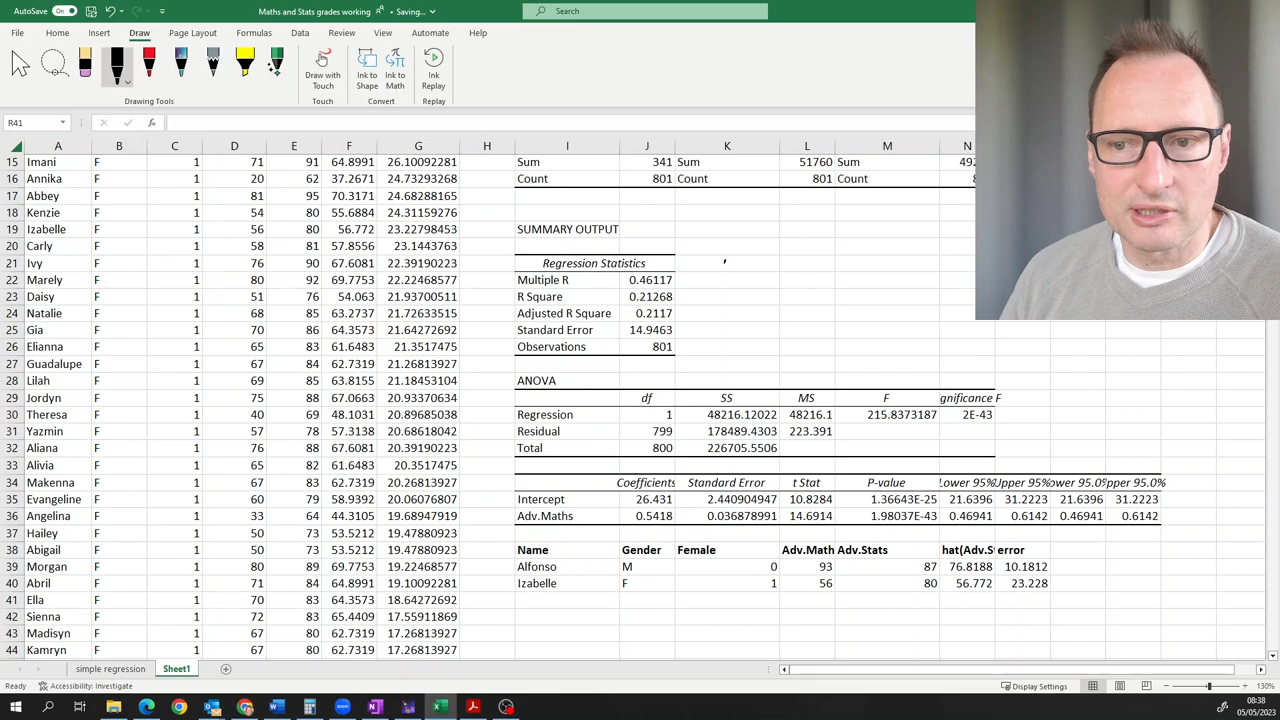 AutoSave On Maths and Stats grades working • Saving... Search
File Home Insert Draw Page Layout Formulas Data Review View Automate Help
Draw with Touch Ink to Shape Ink to Math Ink Replay
Drawing Tools Touch Convert Replay
R41 fx
A B C D E F G H I J K L M N
15 Imani F 1 71 91 64.8991 26.10092281 Sum 341 Sum 51760 Sum 492
16 Annika F 1 20 62 37.2671 24.73293268 Count 801 Count 801 Count 8
17 Abbey F 1 81 95 70.3171 24.68288165
18 Kenzie F 1 54 80 55.6884 24.31159276
19 Izabelle F 1 56 80 56.772 23.22798453 SUMMARY OUTPUT
20 Carly F 1 58 81 57.8556 23.1443763
21 Ivy F 1 76 90 67.6081 22.39190223 Regression Statistics
22 Marely F 1 80 92 69.7753 22.22468577 Multiple R 0.46117
23 Daisy F 1 51 76 54.063 21.93700511 R Square 0.21268
24 Natalie F 1 68 85 63.2737 21.72633515 Adjusted R Square 0.2117
25 Gia F 1 70 86 64.3573 21.64272692 Standard Error 14.9463
26 Elianna F 1 65 83 61.6483 21.3517475 Observations 801
27 Guadalupe F 1 67 84 62.7319 21.26813927
28 Lilah F 1 69 85 63.8155 21.18453104 ANOVA
29 Jordyn F 1 75 88 67.0663 20.93370634 df SS MS F gnificance F
30 Theresa F 1 40 69 48.1031 20.89685038 Regression 1 48216.12022 48216.1 215.8373187 2E-43
31 Yazmin F 1 57 78 57.3138 20.68618042 Residual 799 178489.4303 223.391
32 Aliana F 1 76 88 67.6081 20.39190223 Total 800 226705.5506
33 Alivia F 1 65 82 61.6483 20.3517475
34 Makenna F 1 67 83 62.7319 20.26813927 Coefficients Standard Error t Stat P-value Lower 95% Upper 95% ower 95.0% pper 95.0%
35 Evangeline F 1 60 79 58.9392 20.06076807 Intercept 26.431 2.440904947 10.8284 1.36643E-25 21.6396 31.2223 21.6396 31.2223
36 Angelina F 1 33 64 44.3105 19.68947919 Adv.Maths 0.5418 0.036878991 14.6914 1.98037E-43 0.46941 0.6142 0.46941 0.6142
37 Hailey F 1 50 73 53.5212 19.47880923
38 Abigail F 1 50 73 53.5212 19.47880923 Name Gender Female Adv.Math Adv.Stats hat(Adv.S error
39 Morgan F 1 80 89 69.7753 19.22468577 Alfonso M 0 93 87 76.8188 10.1812
40 Abril F 1 71 84 64.8991 19.10092281 Izabelle F 1 56 80 56.772 23.228
41 Ella F 1 70 83 64.3573 18.64272692
42 Sienna F 1 72 83 65.4409 17.55911869
43 Madisyn F 1 67 80 62.7319 17.26813927
44 Kamryn F 1 67 80 62.7319 17.26813927
simple regression Sheet1
Ready Accessibility: Investigate Display Settings 130%
08:38
05/05/2023